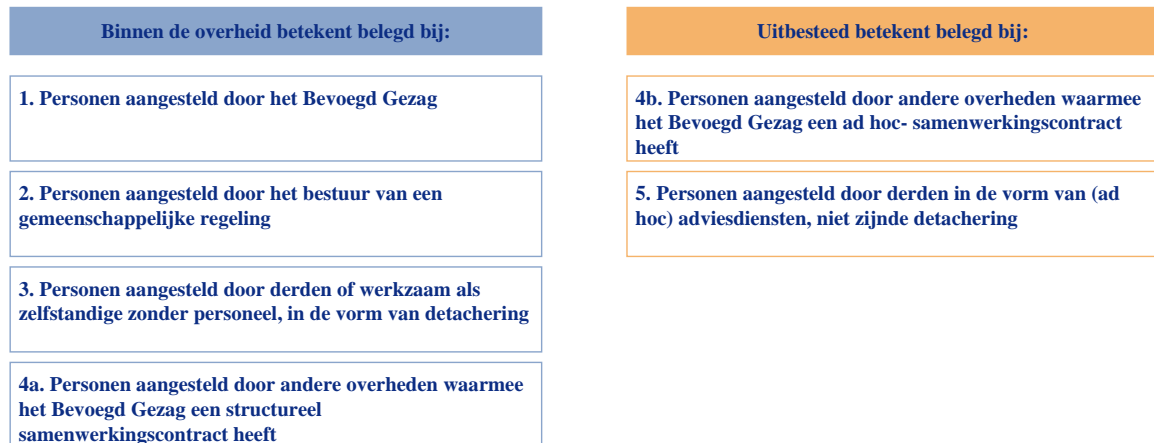 Binnen de overheid betekent belegd bij:
1. Personen aangesteld door het Bevoegd Gezag
2. Personen aangesteld door het bestuur van een
gemeenschappelijke regeling
3. Personen aangesteld door derden of werkzaam als
zelfstandige zonder personeel, in de vorm van detachering
4a. Personen aangesteld door andere overheden waarmee
het Bevoegd Gezag een structureel
samenwerkingscontract heeft
Uitbesteed betekent belegd bij:
4b. Personen aangesteld door andere overheden waarmee
het Bevoegd Gezag een ad hoc- samenwerkingscontract
heeft
5. Personen aangesteld door derden in de vorm van (ad
hoc) adviesdiensten, niet zijnde detachering